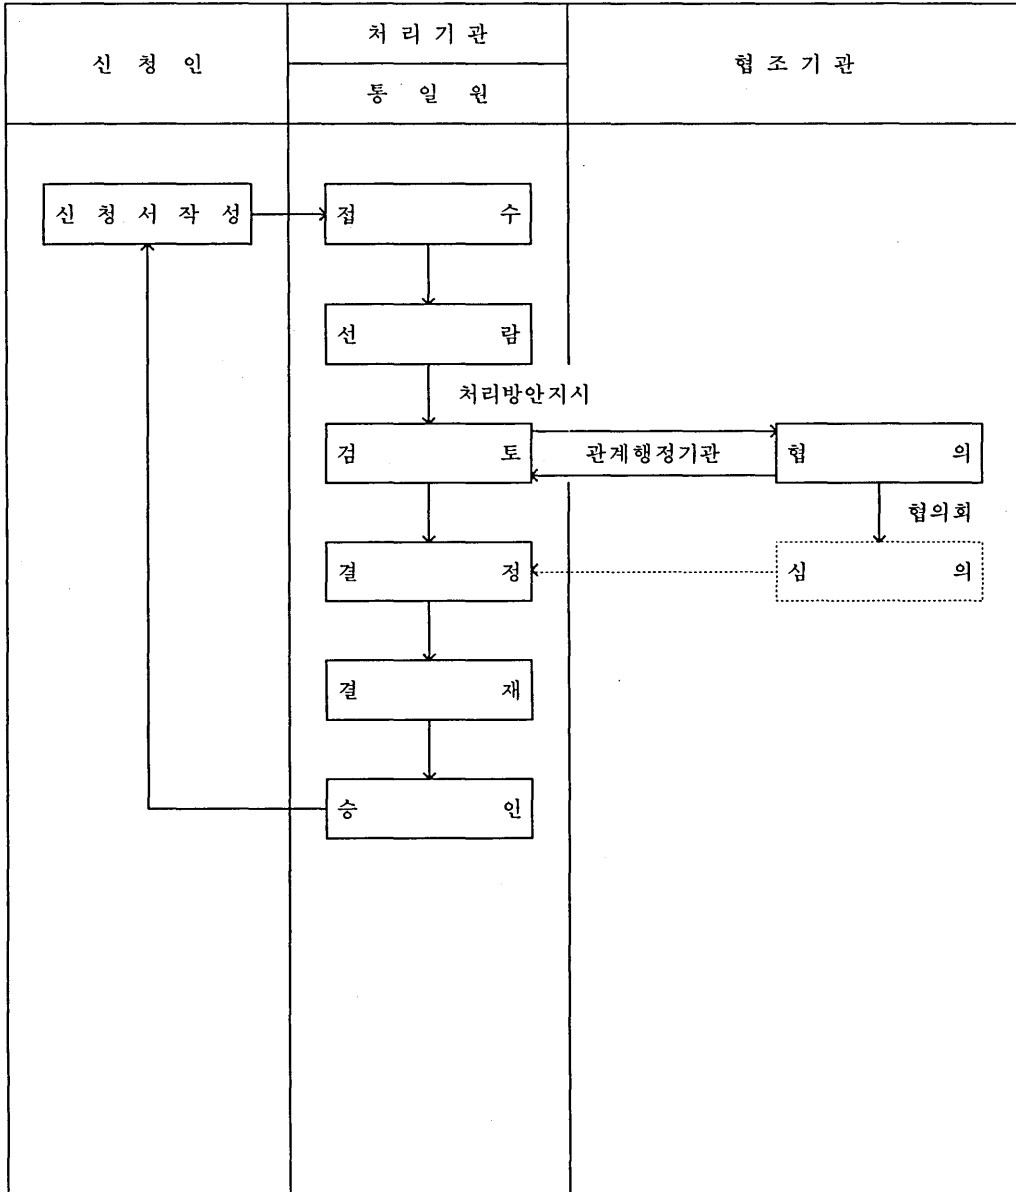 신 청 인
처 리 기 관
통 일 원
협 조 기 관
신 청 서 작 성
접 수
선 람
처리방안지시
검 토
관계행정기관
협 의
협의회
결 정
심 의
결 재
승 인